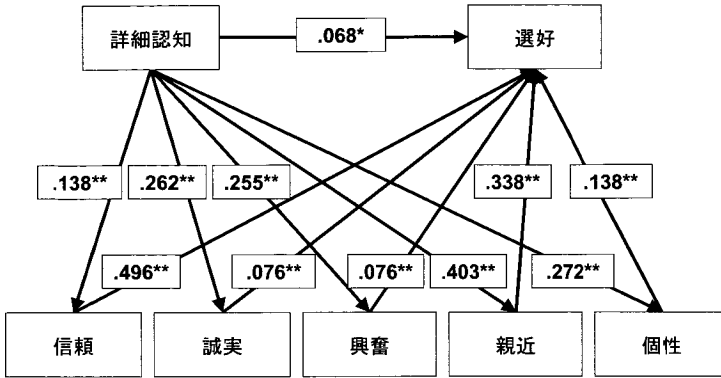 詳細認知
.068*
選好
.138**
.262**
.255**
.338**
.138**
.496**
.076**
.076**
.403**
.272**
信頼
誠実
興奮
親近
個性